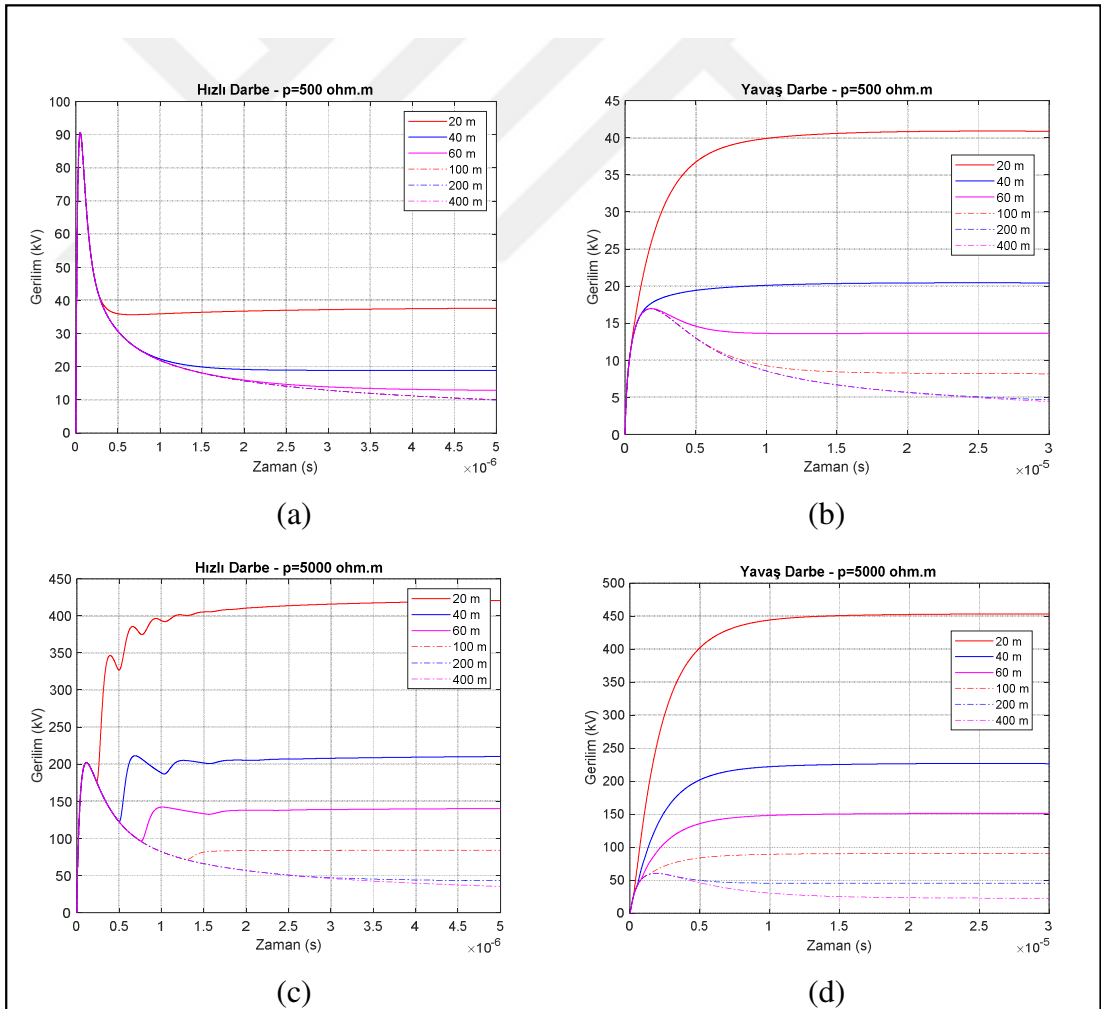 Hızlı Darbe - p=500 ohm.m
Gerilim (kV)
100
90
80
70
60
50
40
30
20
10
0
20 m
40 m
60 m
100 m
200 m
400 m
0 0.5 1 1.5 2 2.5 3 3.5 4 4.5 5
×10-6
Zaman (s)
(a)
Yavaş Darbe - p=500 ohm.m
Gerilim (kV)
45
40
35
30
25
20
15
10
5
0
20 m
40 m
60 m
100 m
200 m
400 m
0 0.5 1 1.5 2 2.5 3
×10-5
Zaman (s)
(b)
Hızlı Darbe - p=5000 ohm.m
Gerilim (kV)
450
400
350
300
250
200
150
100
50
0
20 m
40 m
60 m
100 m
200 m
400 m
0 0.5 1 1.5 2 2.5 3 3.5 4 4.5 5
×10-6
Zaman (s)
(c)
Yavaş Darbe - p=5000 ohm.m
Gerilim (kV)
500
450
400
350
300
250
200
150
100
50
0
20 m
40 m
60 m
100 m
200 m
400 m
0 0.5 1 1.5 2 2.5 3
×10-5
Zaman (s)
(d)